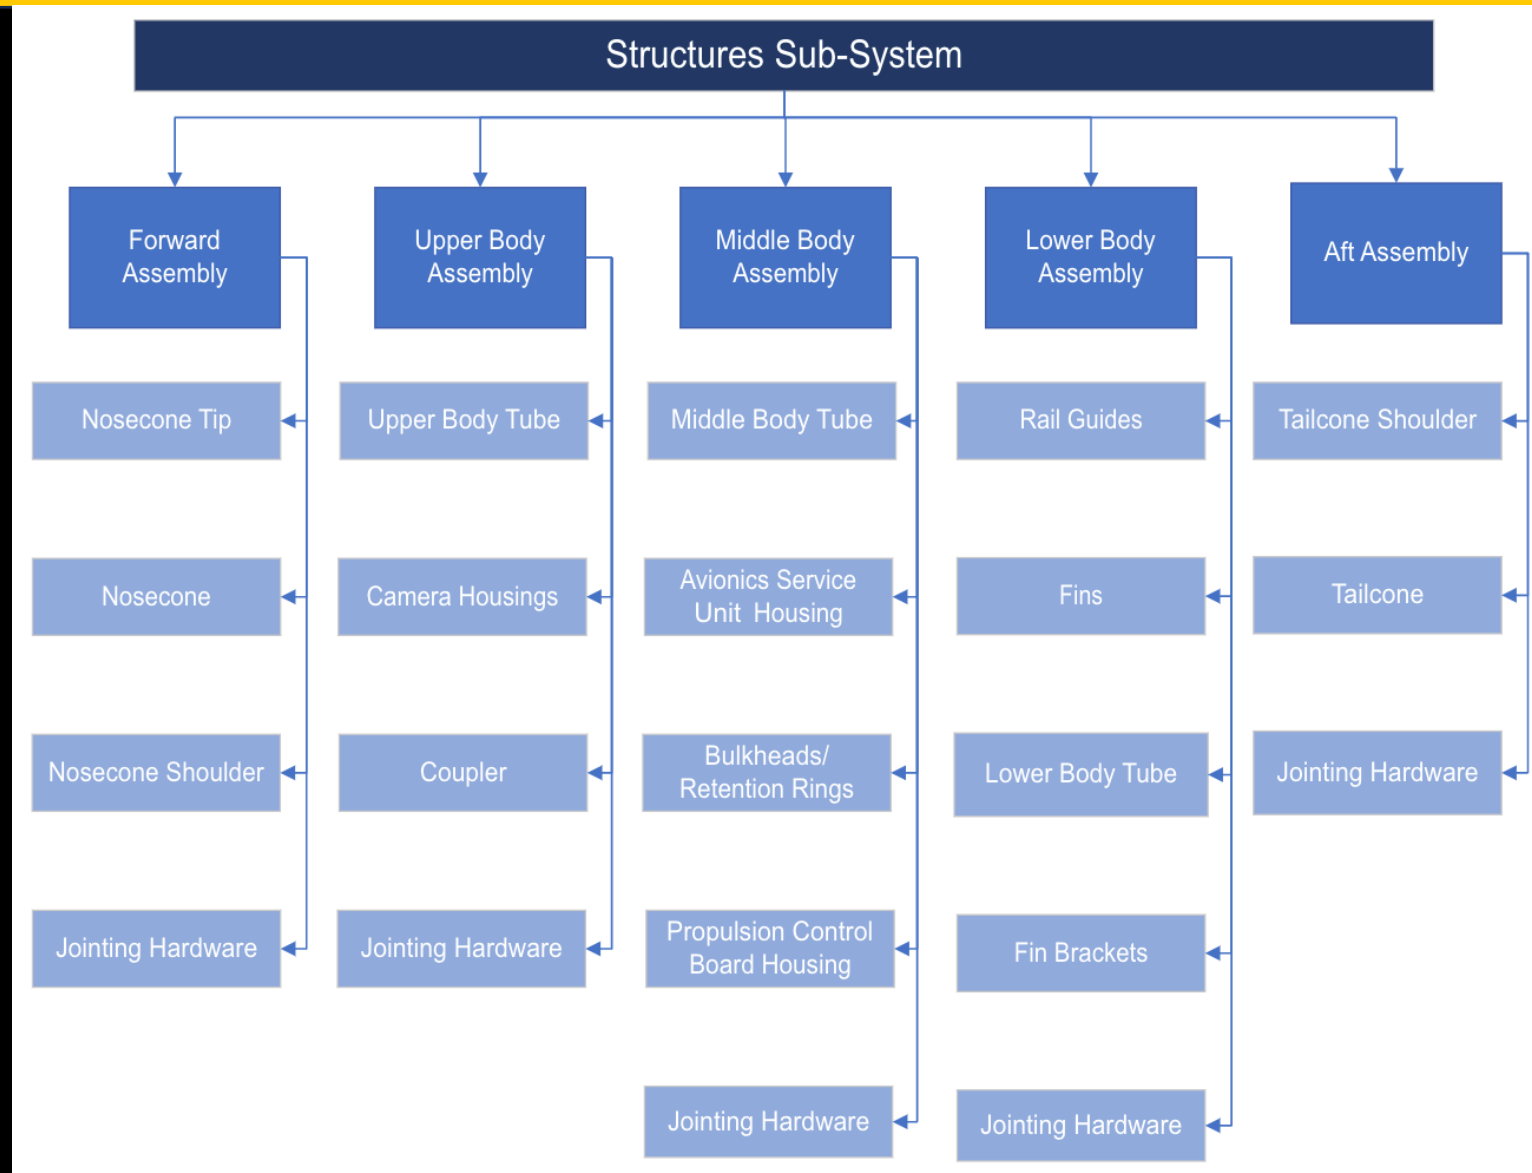 Structures Sub-System
Forward
Assembly
Nosecone Tip
Nosecone
Nosecone Shoulder
Jointing Hardware
Upper Body
Assembly
Upper Body Tube
Camera Housings
Coupler
Jointing Hardware
Middle Body
Assembly
Middle Body Tube
Avionics Service
Unit Housing
Bulkheads/
Retention Rings
Propulsion Control
Board Housing
Jointing Hardware
Lower Body
Assembly
Rail Guides
Fins
Lower Body Tube
Fin Brackets
Jointing Hardware
Aft Assembly
Tailcone Shoulder
Tailcone
Jointing Hardware